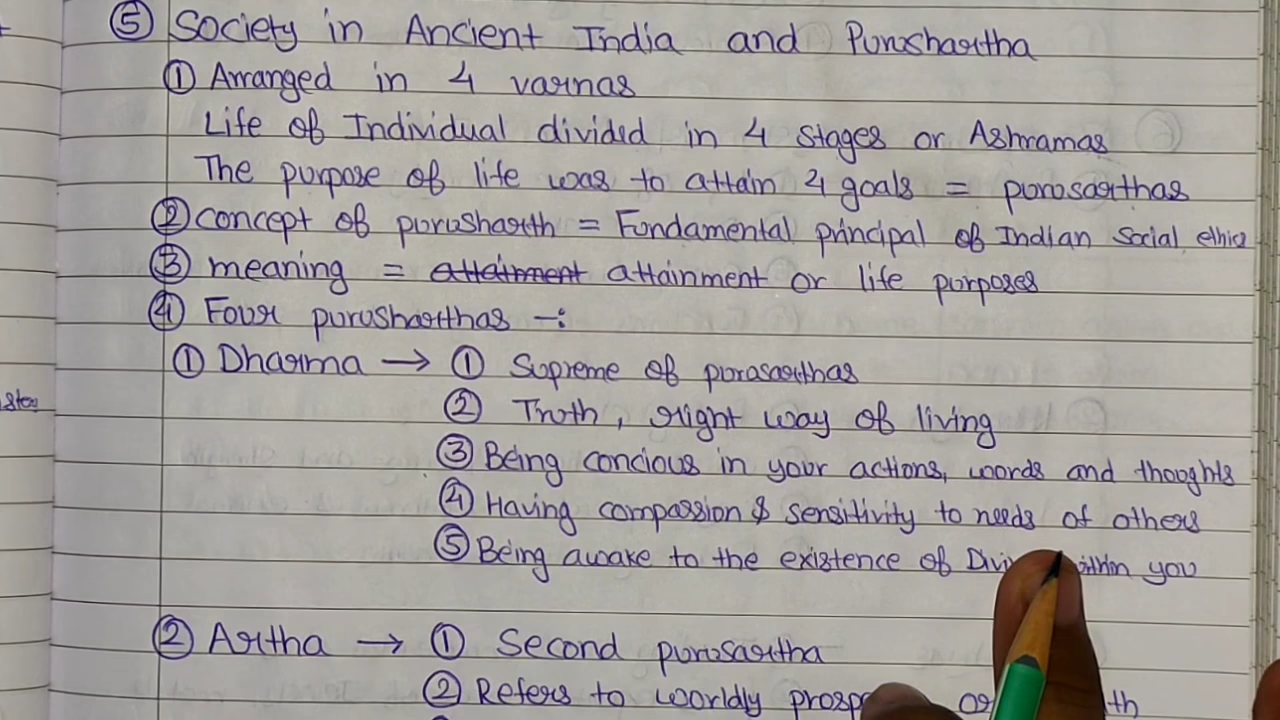 ⑤ Society in Ancient India and Purushartha
① Arranged in 4 varnas
Life of Individual divided in 4 stages or Ashramas
The purpose of life was to attain 4 goals = purusarthas
② concept of purusharth = Fundamental principal of Indian Social ethics
③ meaning = attainment attainment or life purposes
④ Four purusharthas -:
① Dharma → ① Supreme of purasarthas
② Truth, right way of living
③ Being concious in your actions, words and thoughts
④ Having compassion & sensitivity to needs of others
⑤ Being awake to the existence of within you
② Artha → ① Second purusartha
② Refers to worldly or